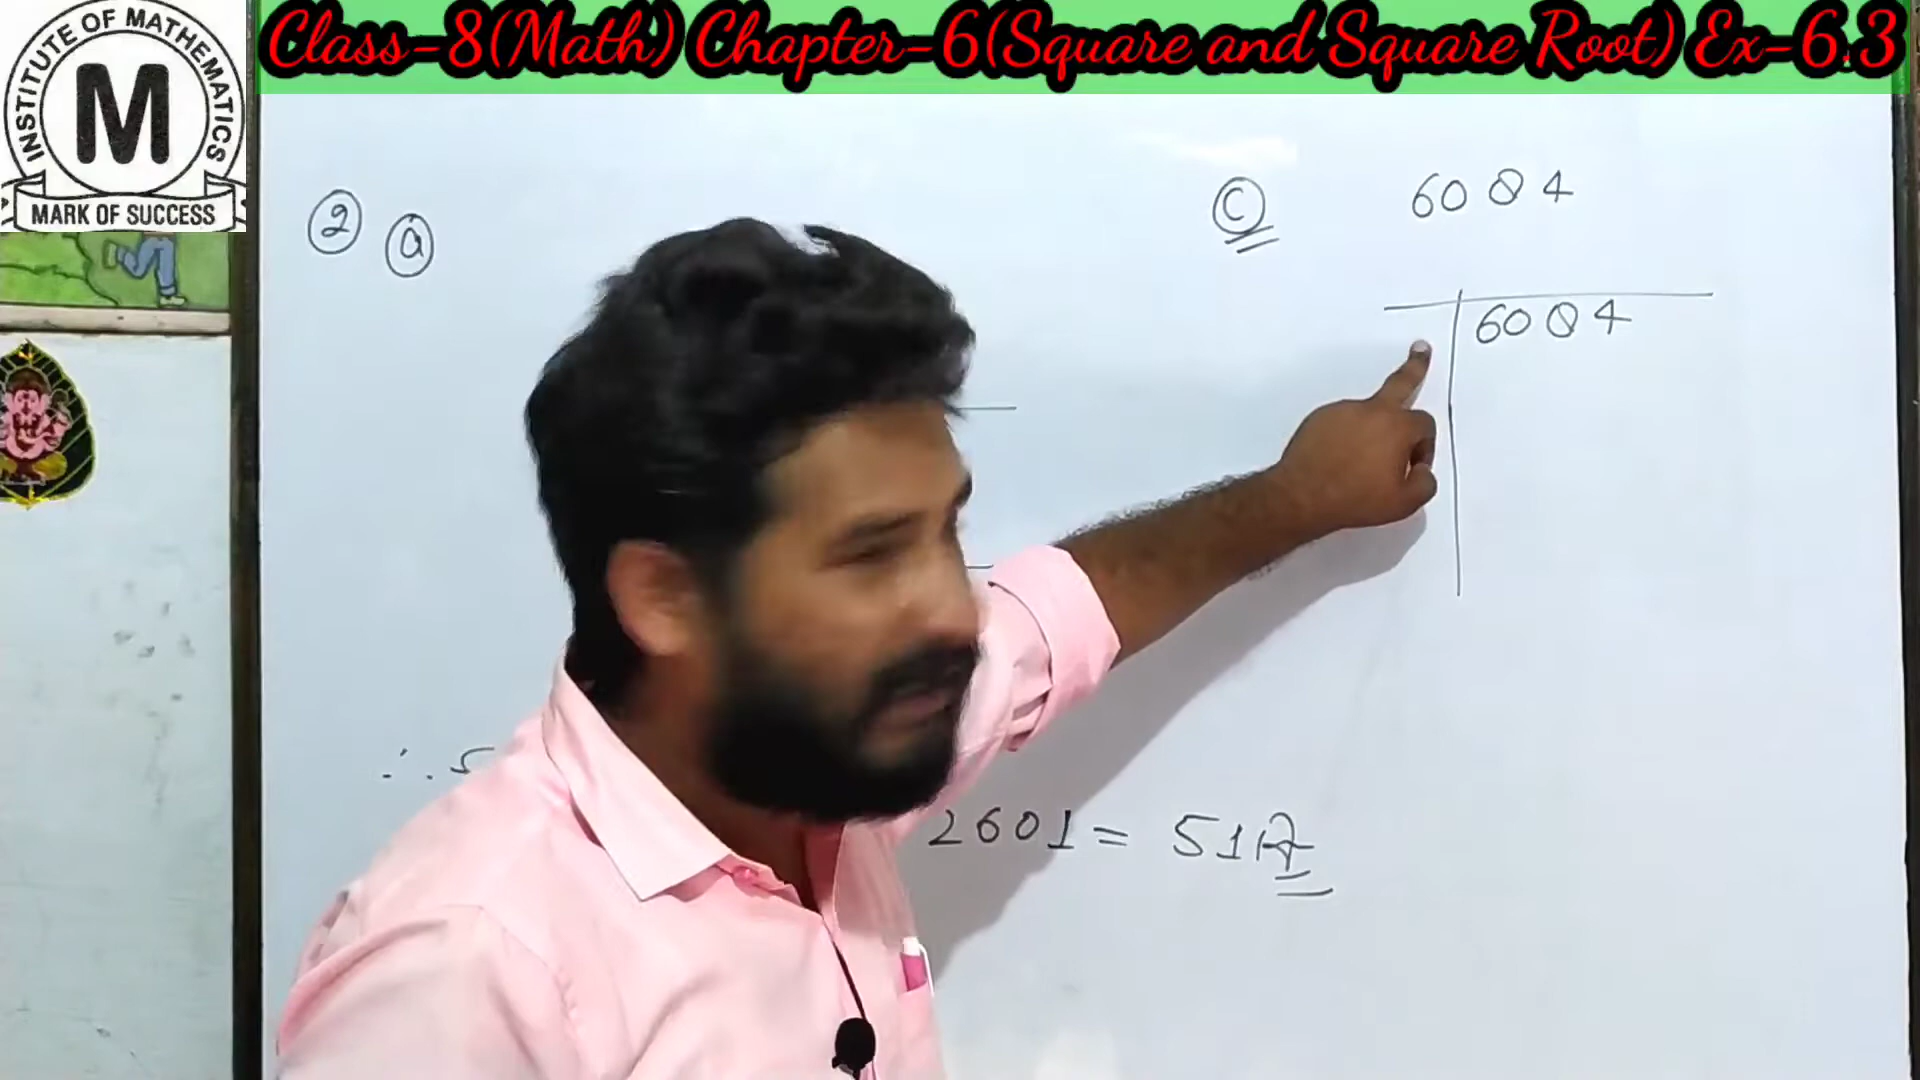 Class-8(Math) Chapter-6(Square and Square Root) Ex-6.3
INSTITUTE OF MATHEMATICS
M
MARK OF SUCCESS
2 a
c 6084
6084
2601 = 51